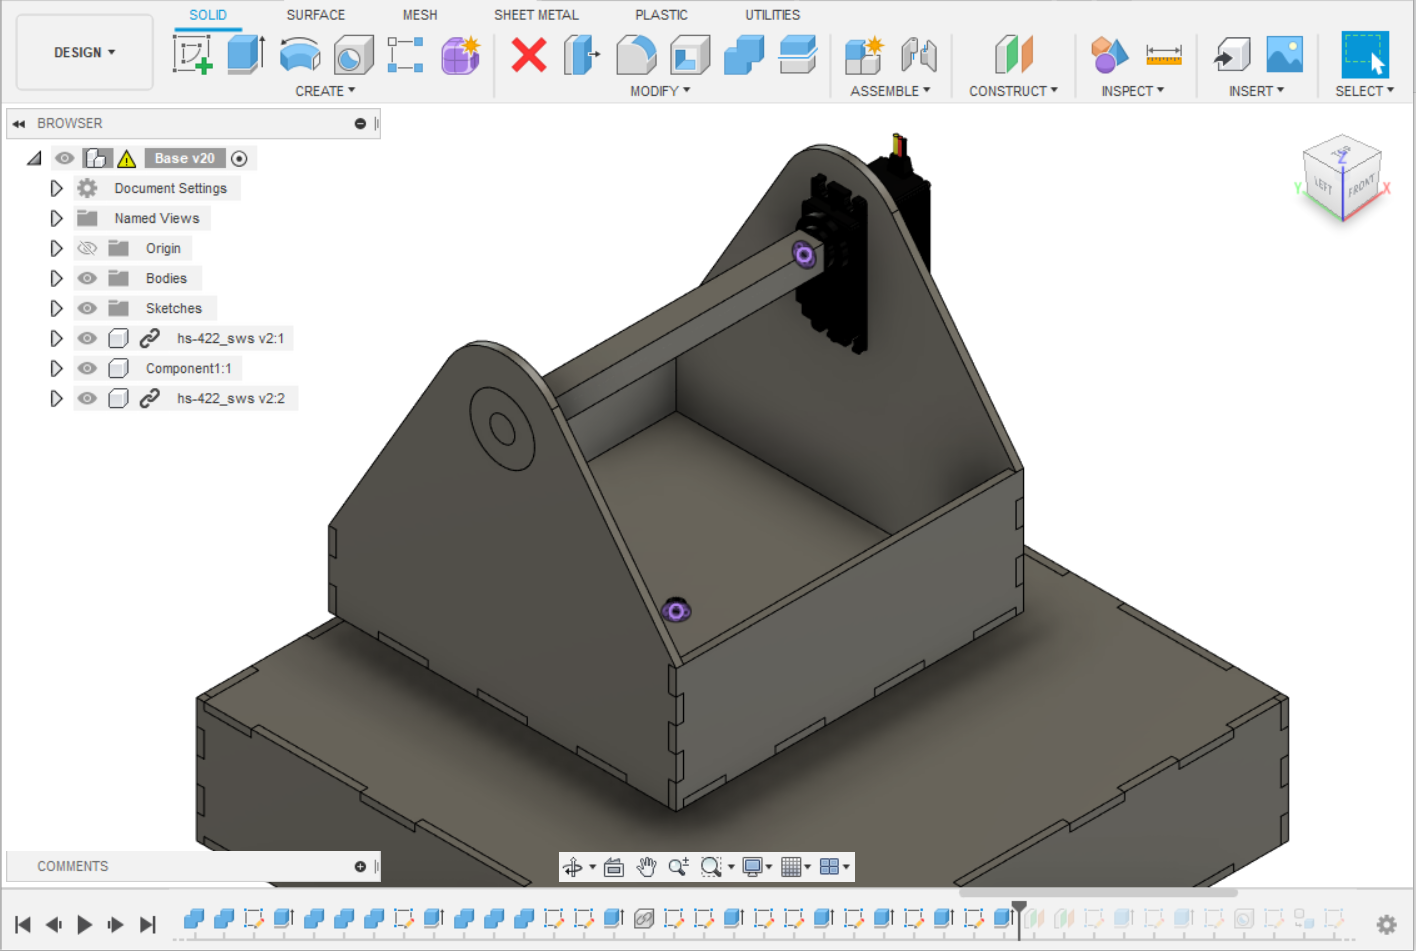 SOLID SURFACE MESH SHEET METAL PLASTIC UTILITIES
DESIGN
CREATE MODIFY ASSEMBLE CONSTRUCT INSPECT INSERT SELECT
BROWSER
Base v20
Document Settings
Named Views
Origin
Bodies
Sketches
hs-422_sws v2:1
Component1:1
hs-422_sws v2:2
TOP
Z
LEFT FRONT
Y X
COMMENTS